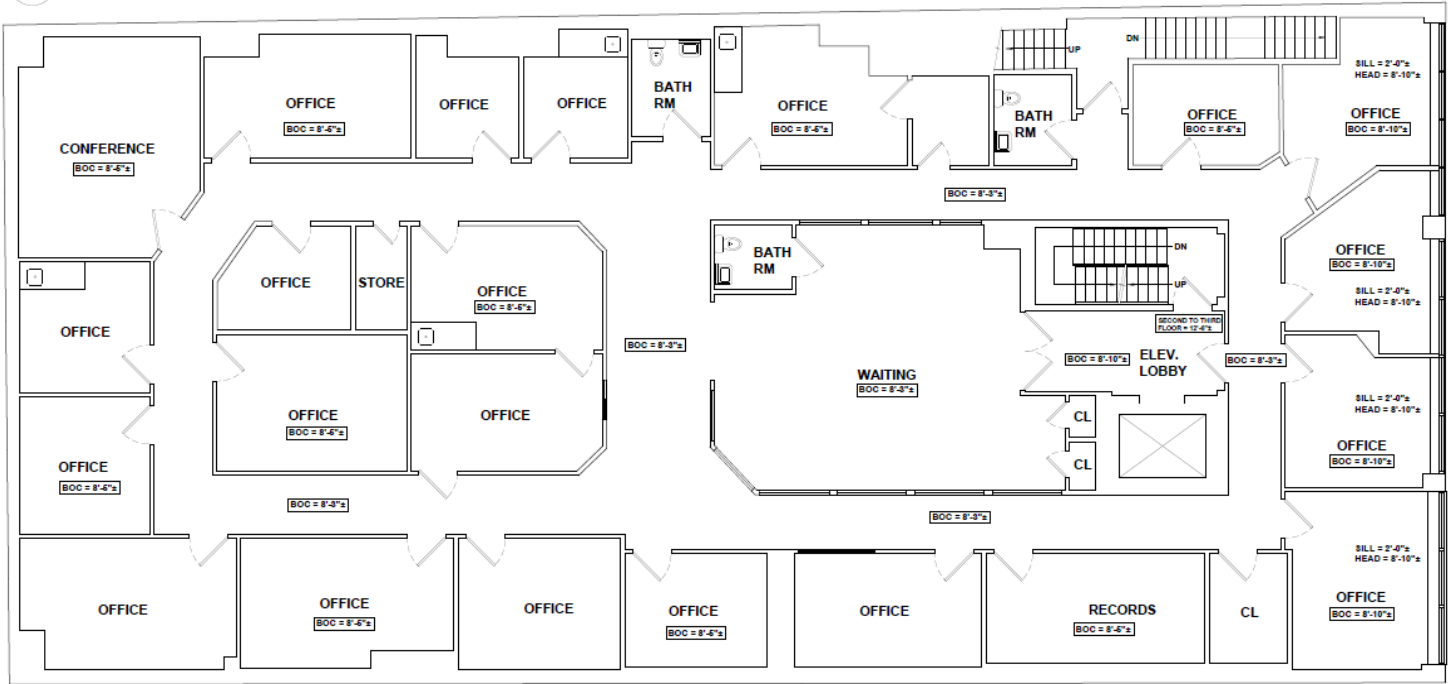 UP
DN
SILL = 2'-0"±
HEAD = 8'-10"±
OFFICE
BOC = 8'-5"±
OFFICE
OFFICE
BATH
RM
OFFICE
BOC = 8'-5"±
BATH
RM
OFFICE
BOC = 8'-5"±
OFFICE
BOC = 8'-10"±
CONFERENCE
BOC = 8'-5"±
BOC = 8'-3"±
BATH
RM
DN
UP
OFFICE
BOC = 8'-10"±
SILL = 2'-0"±
HEAD = 8'-10"±
OFFICE
STORE
OFFICE
BOC = 8'-5"±
OFFICE
SECOND TO THIRD
FLOOR = 12'-0"±
BOC = 8'-3"±
BOC = 8'-10"±
ELEV.
LOBBY
BOC = 8'-3"±
WAITING
BOC = 8'-3"±
SILL = 2'-0"±
HEAD = 8'-10"±
OFFICE
BOC = 8'-5"±
OFFICE
CL
OFFICE
BOC = 8'-10"±
OFFICE
BOC = 8'-5"±
CL
BOC = 8'-3"±
BOC = 8'-3"±
SILL = 2'-0"±
HEAD = 8'-10"±
OFFICE
OFFICE
BOC = 8'-5"±
OFFICE
OFFICE
BOC = 8'-5"±
OFFICE
RECORDS
BOC = 8'-5"±
CL
OFFICE
BOC = 8'-10"±